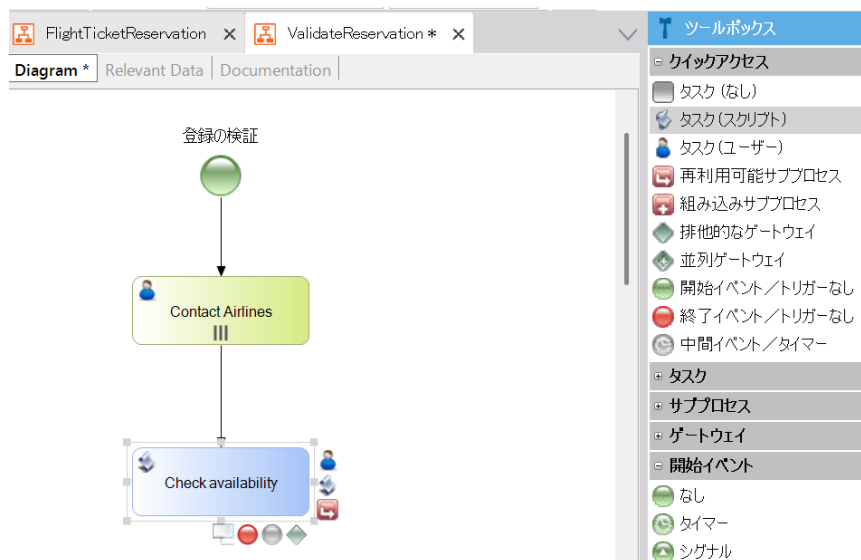 FlightTicketReservation
ValidateReservation *
ツールボックス
Diagram * Relevant Data Documentation
クイックアクセス
タスク (なし)
タスク (スクリプト)
タスク (ユーザー)
再利用可能サブプロセス
組み込みサブプロセス
排他的なゲートウェイ
並列ゲートウェイ
開始イベント／トリガーなし
終了イベント／トリガーなし
中間イベント／タイマー
タスク
サブプロセス
ゲートウェイ
開始イベント
なし
タイマー
シグナル
登録の検証
Contact Airlines
Check availability